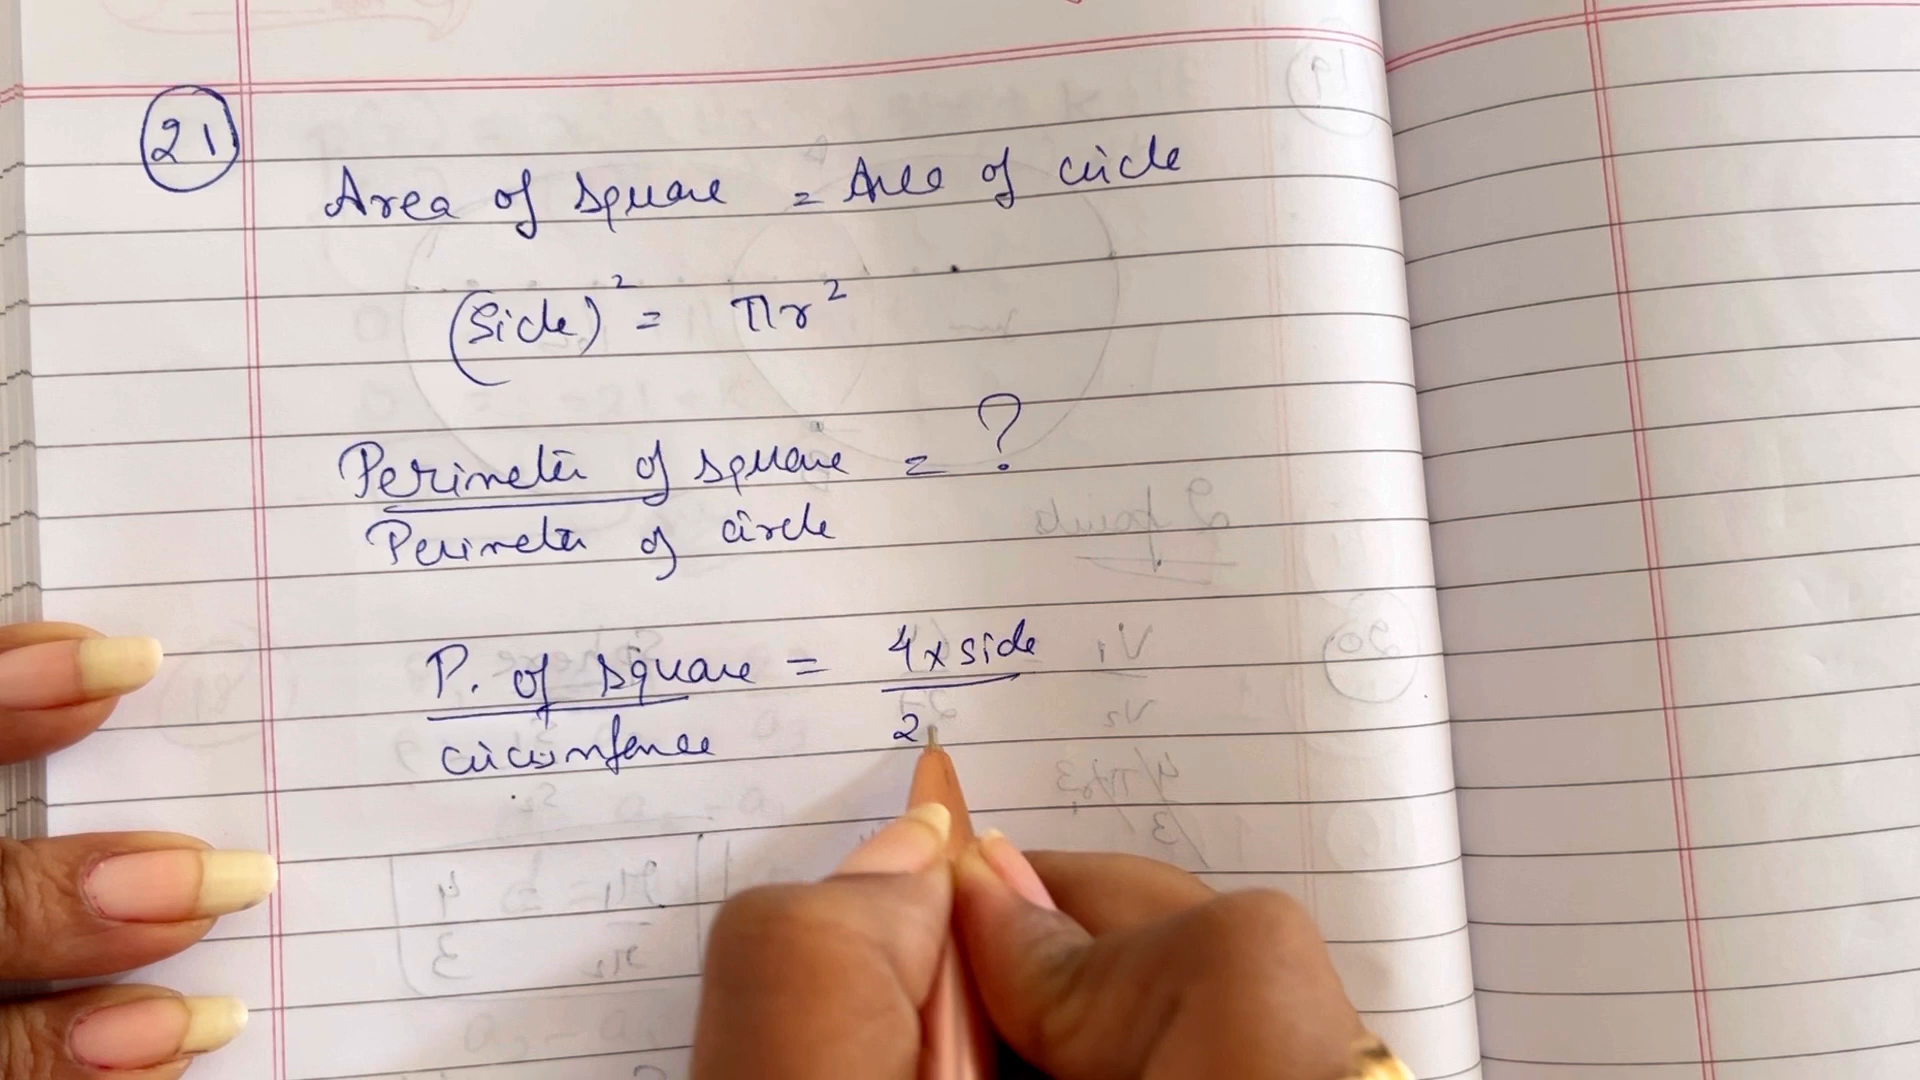 21
Area of square = Area of circle
(Side)² = πr²
Perimeter of square = ?
Perimeter of circle
P. of square = 4 x side
circumfence 2